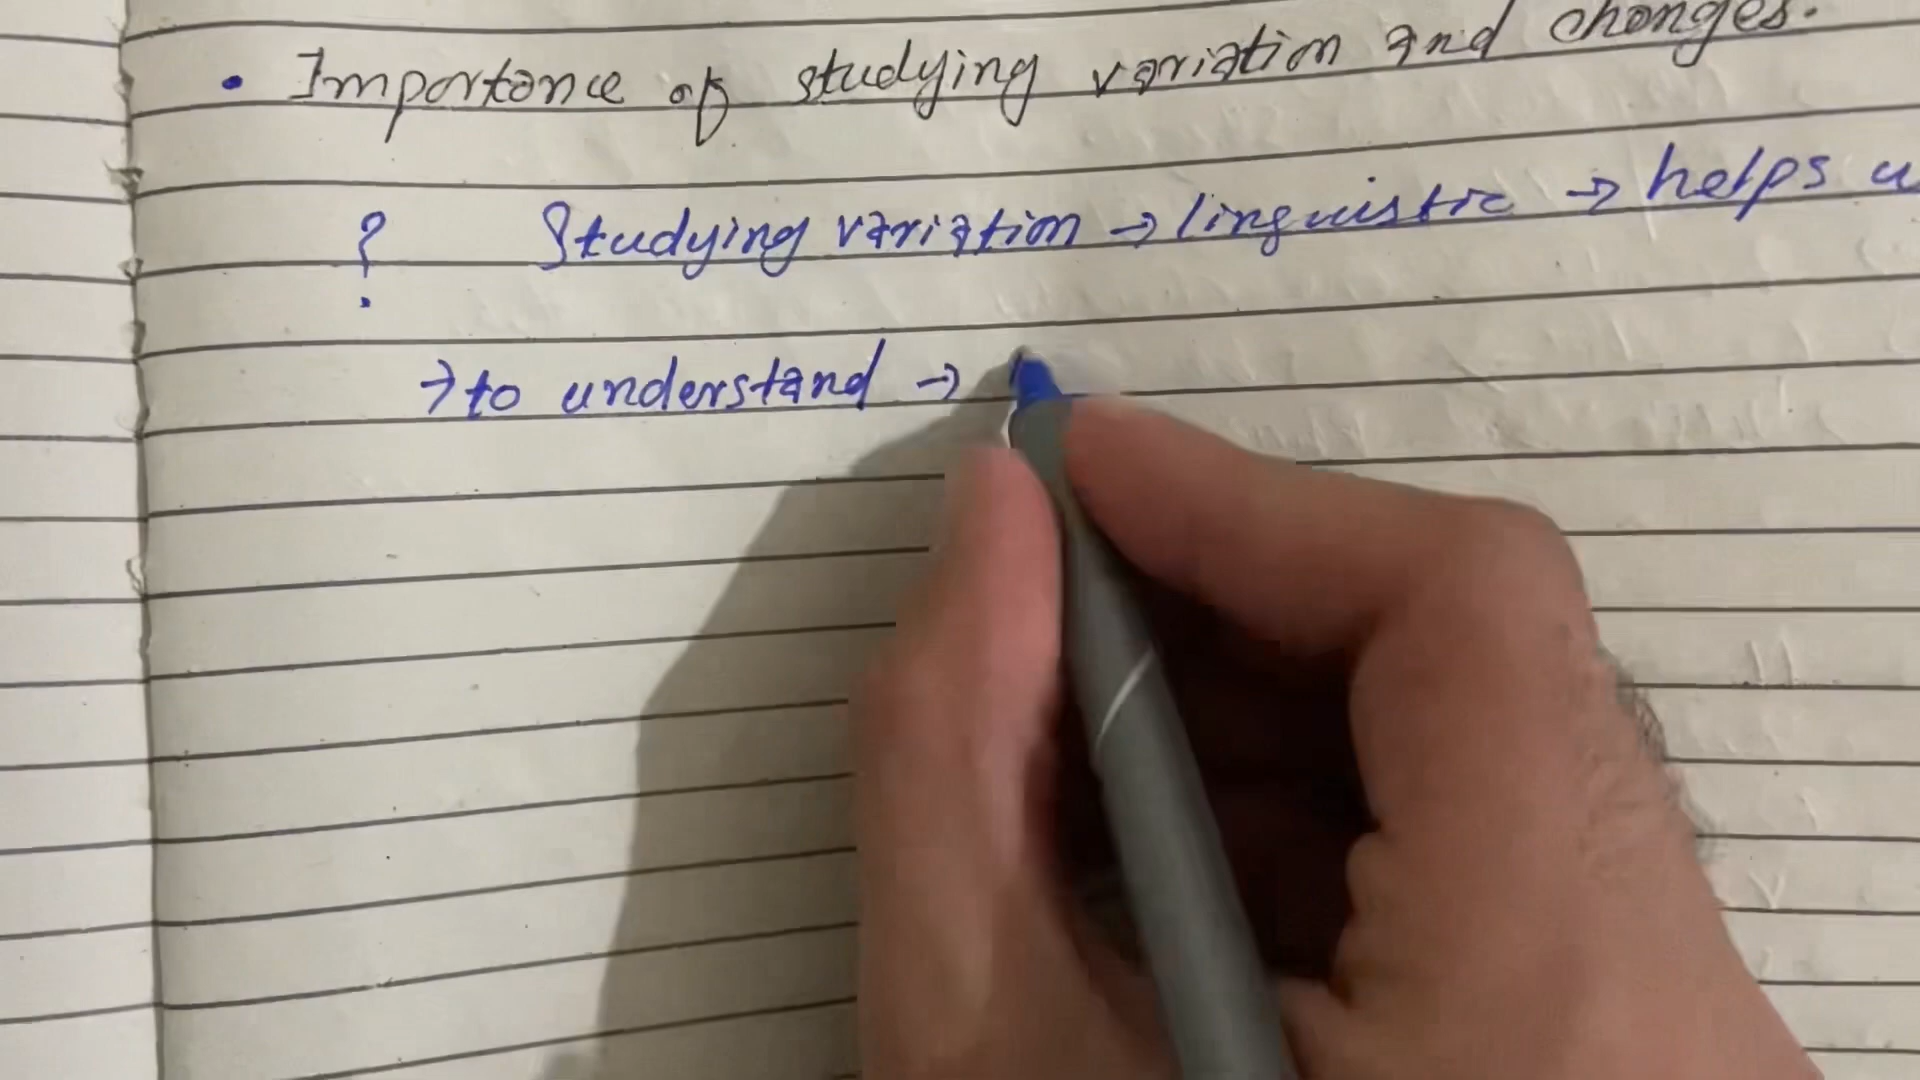 • Importance of studying variation and changes.
? Studying variation → linguistic → helps u
→ to understand →